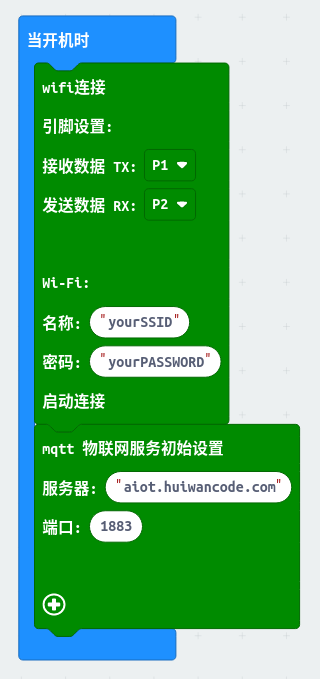 当开机时
wifi连接
引脚设置:
接收数据 TX: P1
发送数据 RX: P2
Wi-Fi:
名称: "yourSSID"
密码: "yourPASSWORD"
启动连接
mqtt 物联网服务初始设置
服务器: "aiot.huiwancode.com"
端口: 1883